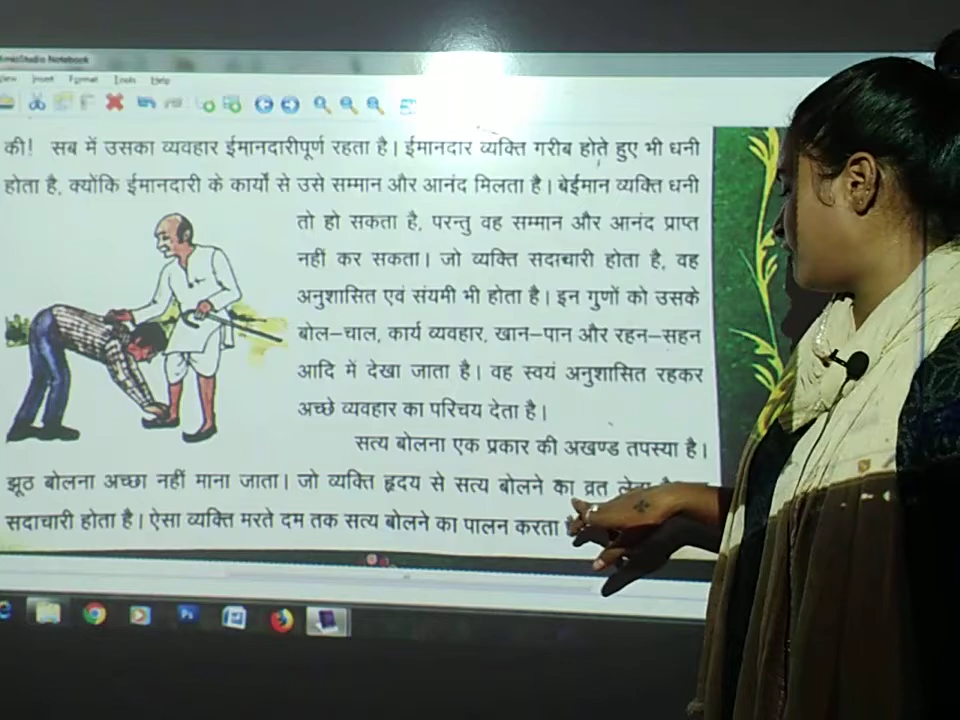 Notebook
View Insert Format Tools Help
की! सब में उसका व्यवहार ईमानदारीपूर्ण रहता है। ईमानदार व्यक्ति गरीब होते हुए भी धनी
होता है, क्योंकि ईमानदारी के कार्यों से उसे सम्मान और आनंद मिलता है। बेईमान व्यक्ति धनी
तो हो सकता है, परन्तु वह सम्मान और आनंद प्राप्त
नहीं कर सकता। जो व्यक्ति सदाचारी होता है, वह
अनुशासित एवं संयमी भी होता है। इन गुणों को उसके
बोल–चाल, कार्य व्यवहार, खान–पान और रहन–सहन
आदि में देखा जाता है। वह स्वयं अनुशासित रहकर
अच्छे व्यवहार का परिचय देता है।
सत्य बोलना एक प्रकार की अखण्ड तपस्या है।
झूठ बोलना अच्छा नहीं माना जाता। जो व्यक्ति हृदय से सत्य बोलने का व्रत
सदाचारी होता है। ऐसा व्यक्ति मरते दम तक सत्य बोलने का पालन करता
Ps